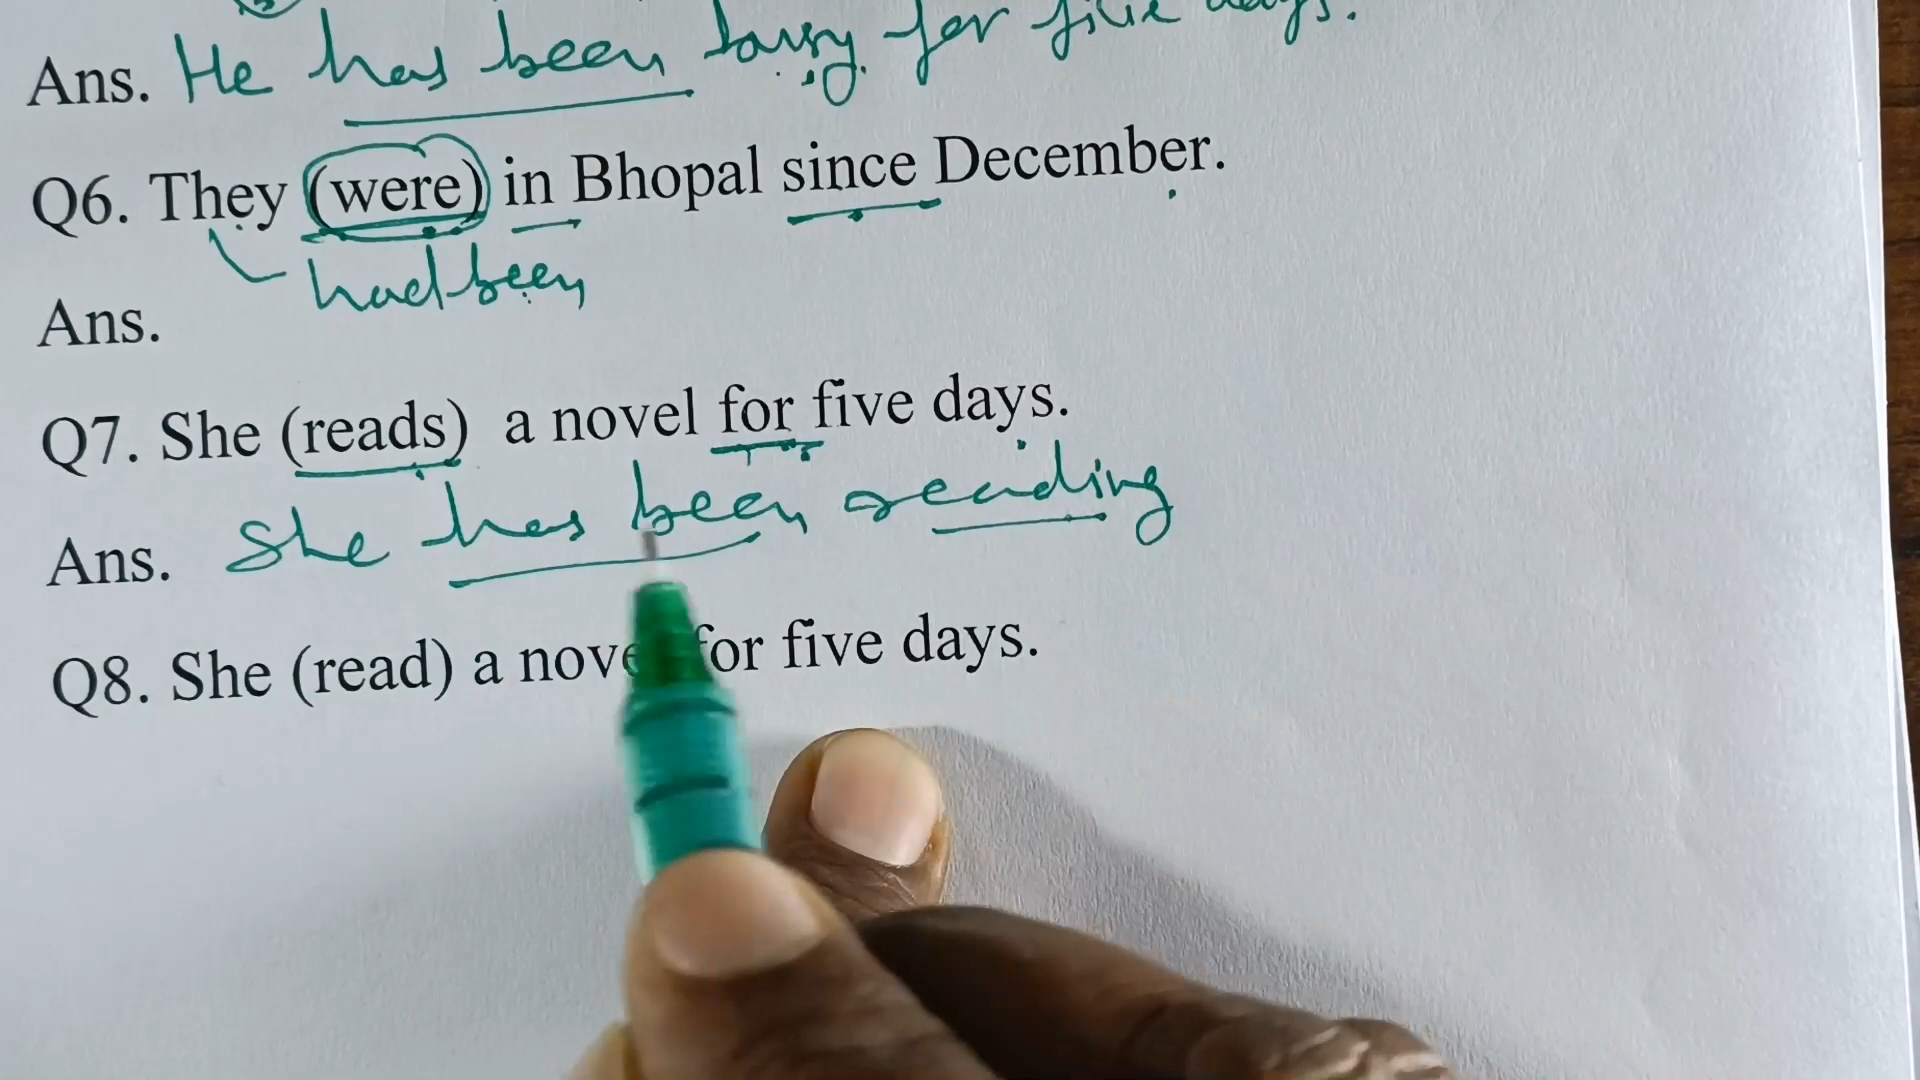 Ans. He has been busy for five days.
Q6. They (were) in Bhopal since December.
had been
Ans.
Q7. She (reads) a novel for five days.
Ans. She has been reading
Q8. She (read) a for five days.